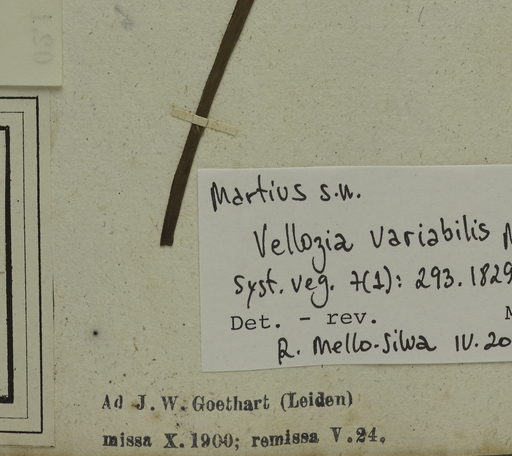 Martius s.n.
Vellozia variabilis
Syst. veg. 7(1): 293. 1829
Det. - rev.
R. Mello-Silva IV.20
Ad J. W. Goethart (Leiden)
missa X. 1900; remissa V. 24.